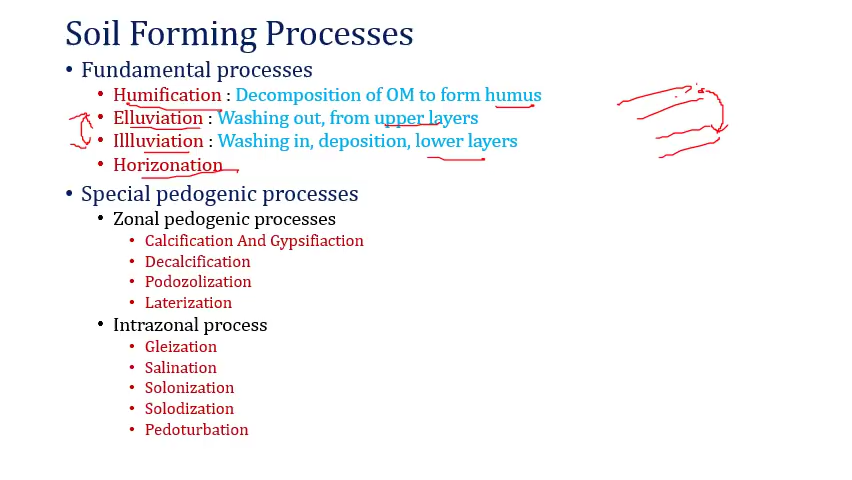 Soil Forming Processes
• Fundamental processes
• Humification : Decomposition of OM to form humus
• Elluviation : Washing out, from upper layers
• Illluviation : Washing in, deposition, lower layers
• Horizonation
• Special pedogenic processes
• Zonal pedogenic processes
• Calcification And Gypsifiaction
• Decalcification
• Podozolization
• Laterization
• Intrazonal process
• Gleization
• Salination
• Solonization
• Solodization
• Pedoturbation